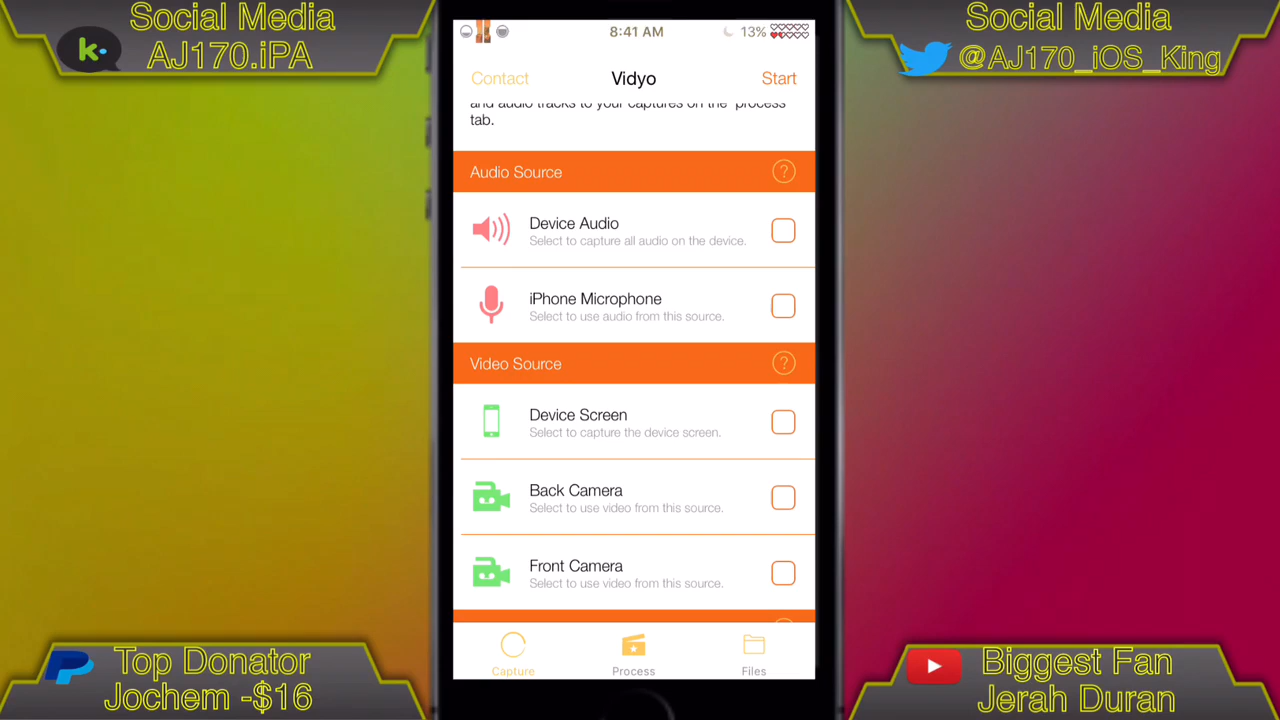 Social Media
AJ170.iPA
Social Media
@AJ170_iOS_King
8:41 AM
13%
Contact
Vidyo
Start
and audio tracks to your captures on the "process"
tab.
Audio Source
?
Device Audio
Select to capture all audio on the device.
iPhone Microphone
Select to use audio from this source.
Video Source
?
Device Screen
Select to capture the device screen.
Back Camera
Select to use video from this source.
Front Camera
Select to use video from this source.
Capture
Process
Files
Top Donator
Jochem -$16
Biggest Fan
Jerah Duran